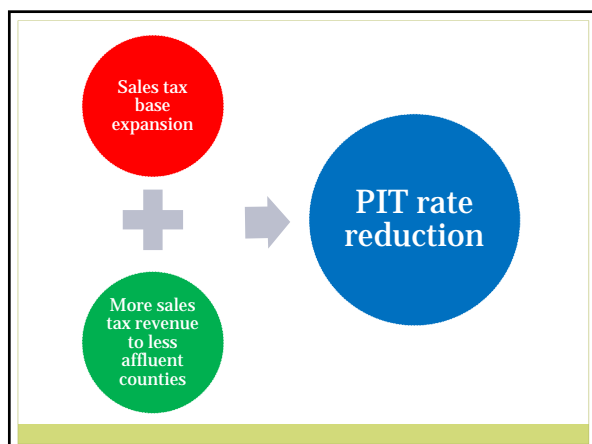 Sales tax
base
expansion
PIT rate
reduction
More sales
tax revenue
to less
affluent
counties